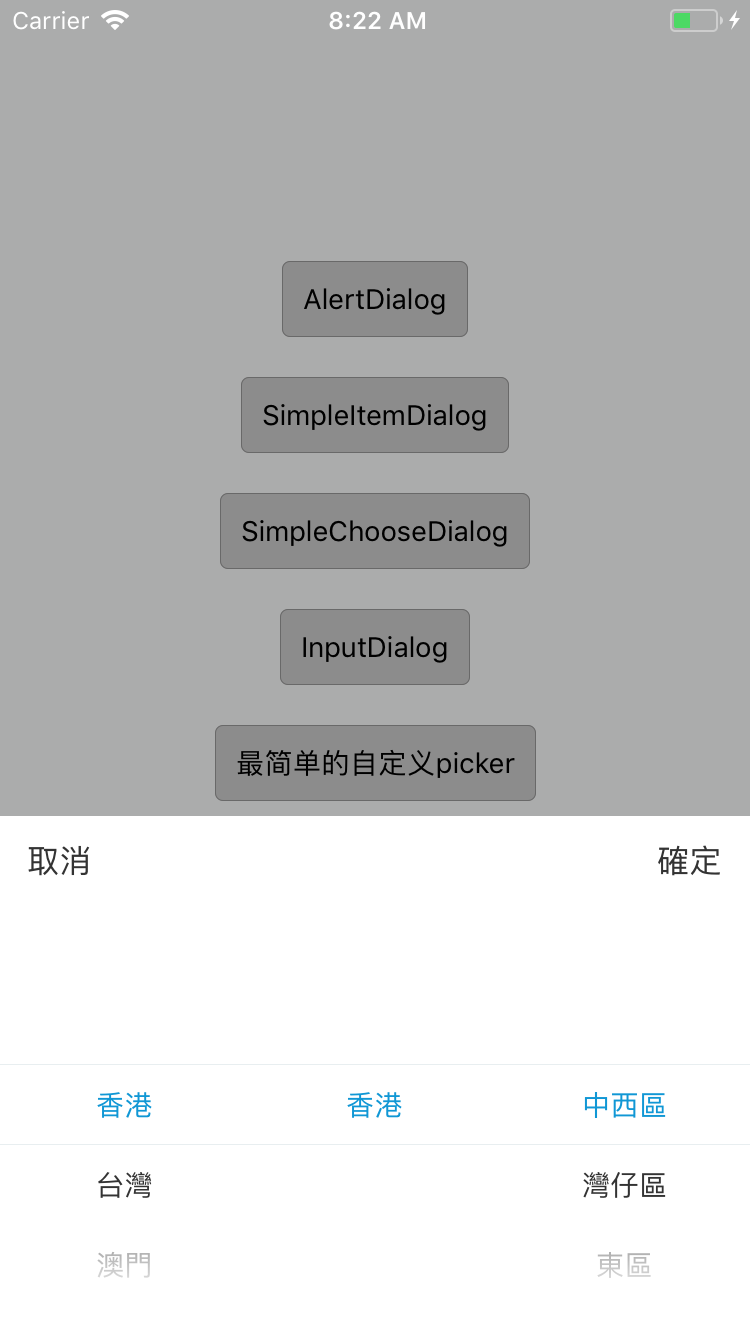 Carrier 8:22 AM
AlertDialog
SimpleItemDialog
SimpleChooseDialog
InputDialog
最简单的自定义picker
取消 確定
香港 香港 中西區
台灣 灣仔區
澳門 東區